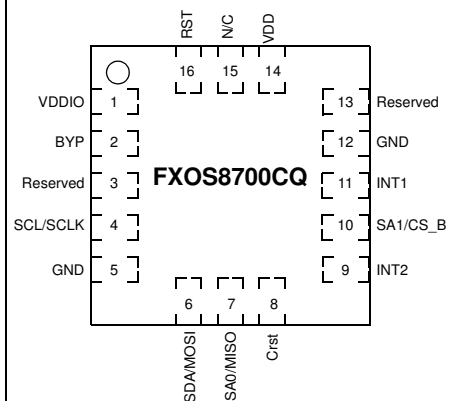 RST
N/C
VDD
16
15
14
VDDIO
1
13
Reserved
BYP
2
12
GND
Reserved
3
FXOS8700CQ
11
INT1
SCL/SCLK
4
10
SA1/CS_B
GND
5
9
INT2
6
7
8
SDA/MOSI
SA0/MISO
Crst